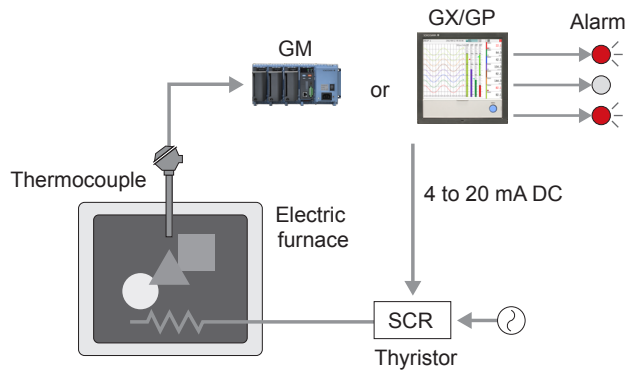 GX/GP
Alarm
GM
or
Thermocouple
4 to 20 mA DC
Electric
furnace
SCR
Thyristor